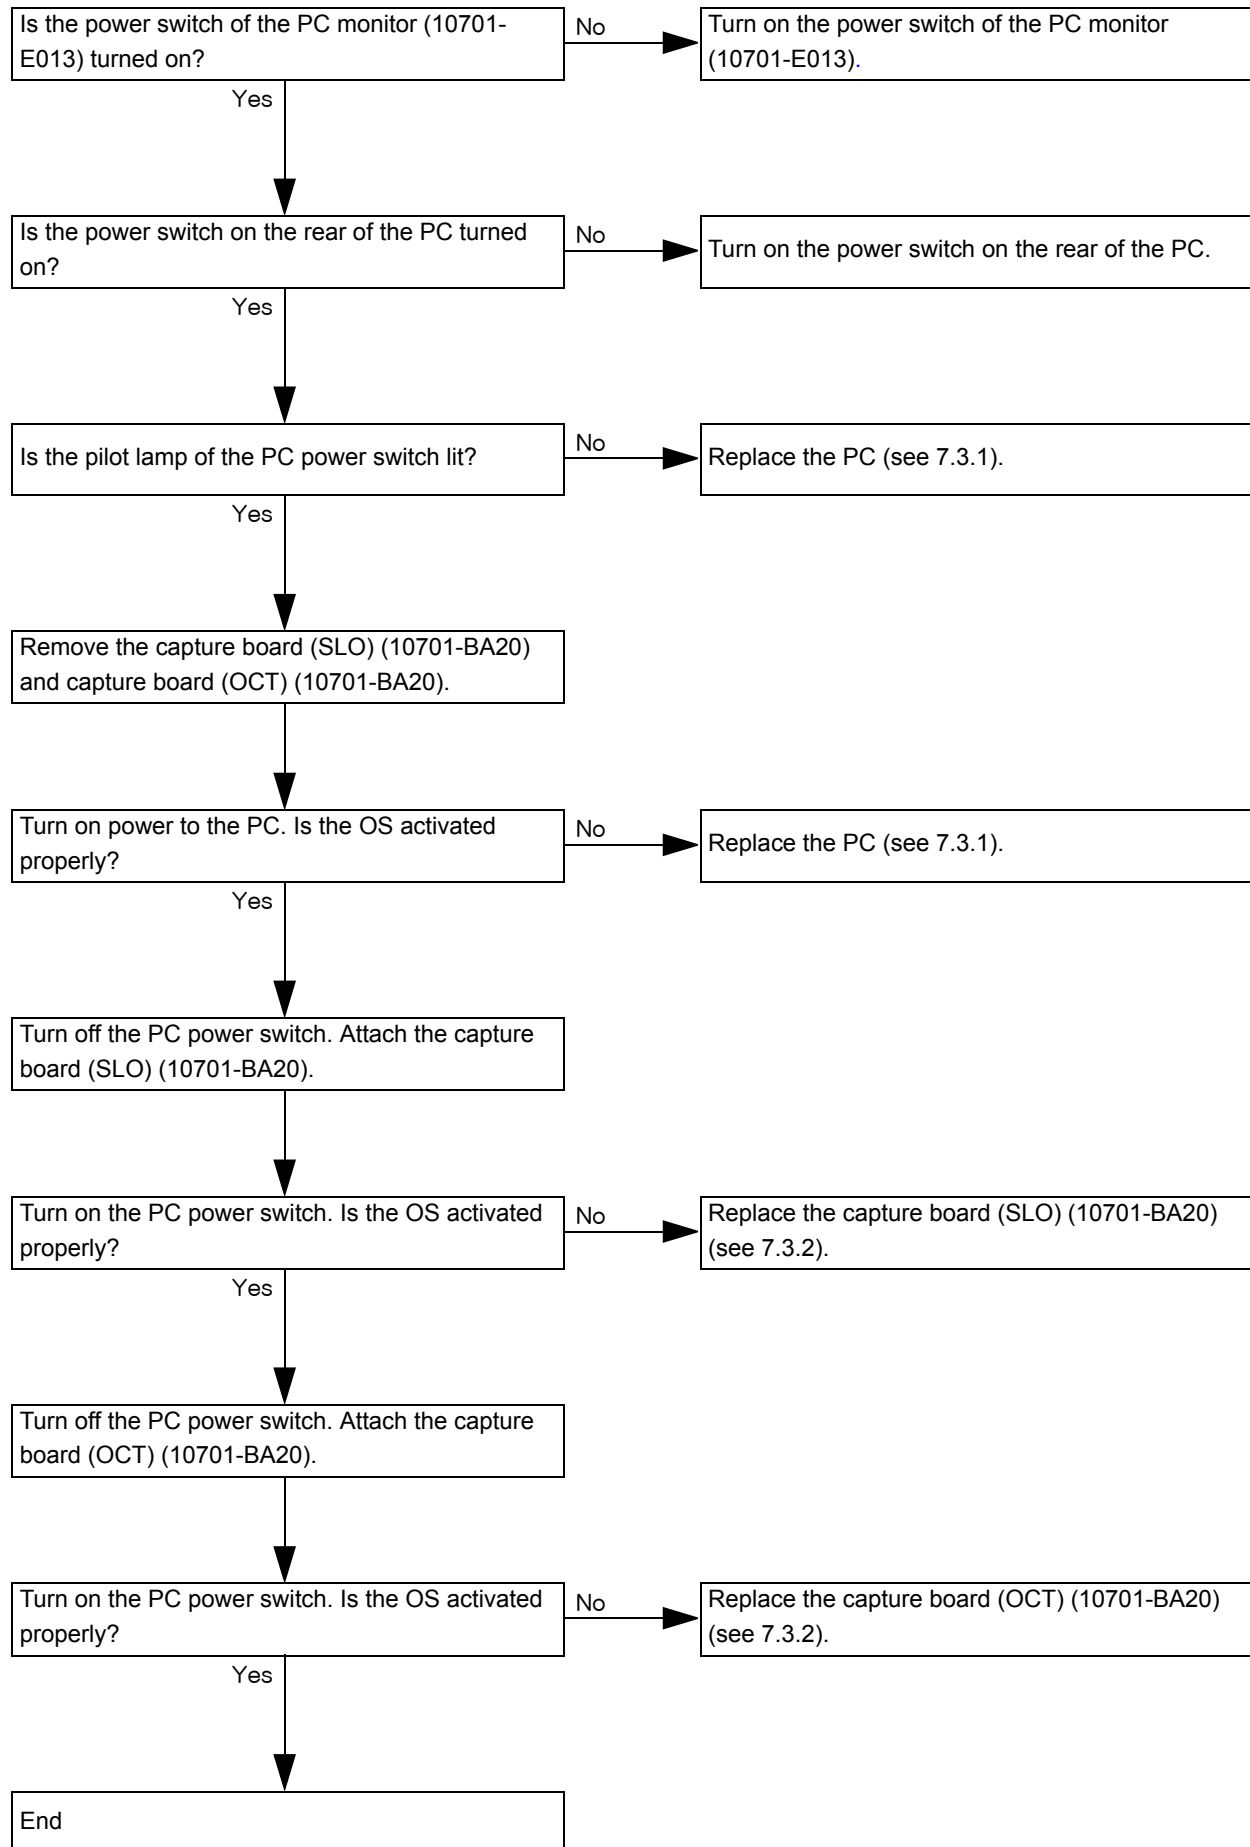 Is the power switch of the PC monitor (10701-
E013) turned on?
No
Turn on the power switch of the PC monitor
(10701-E013).
Yes
Is the power switch on the rear of the PC turned
on?
No
Turn on the power switch on the rear of the PC.
Yes
Is the pilot lamp of the PC power switch lit?
No
Replace the PC (see 7.3.1).
Yes
Remove the capture board (SLO) (10701-BA20)
and capture board (OCT) (10701-BA20).
Turn on power to the PC. Is the OS activated
properly?
No
Replace the PC (see 7.3.1).
Yes
Turn off the PC power switch. Attach the capture
board (SLO) (10701-BA20).
Turn on the PC power switch. Is the OS activated
properly?
No
Replace the capture board (SLO) (10701-BA20)
(see 7.3.2).
Yes
Turn off the PC power switch. Attach the capture
board (OCT) (10701-BA20).
Turn on the PC power switch. Is the OS activated
properly?
No
Replace the capture board (OCT) (10701-BA20)
(see 7.3.2).
Yes
End